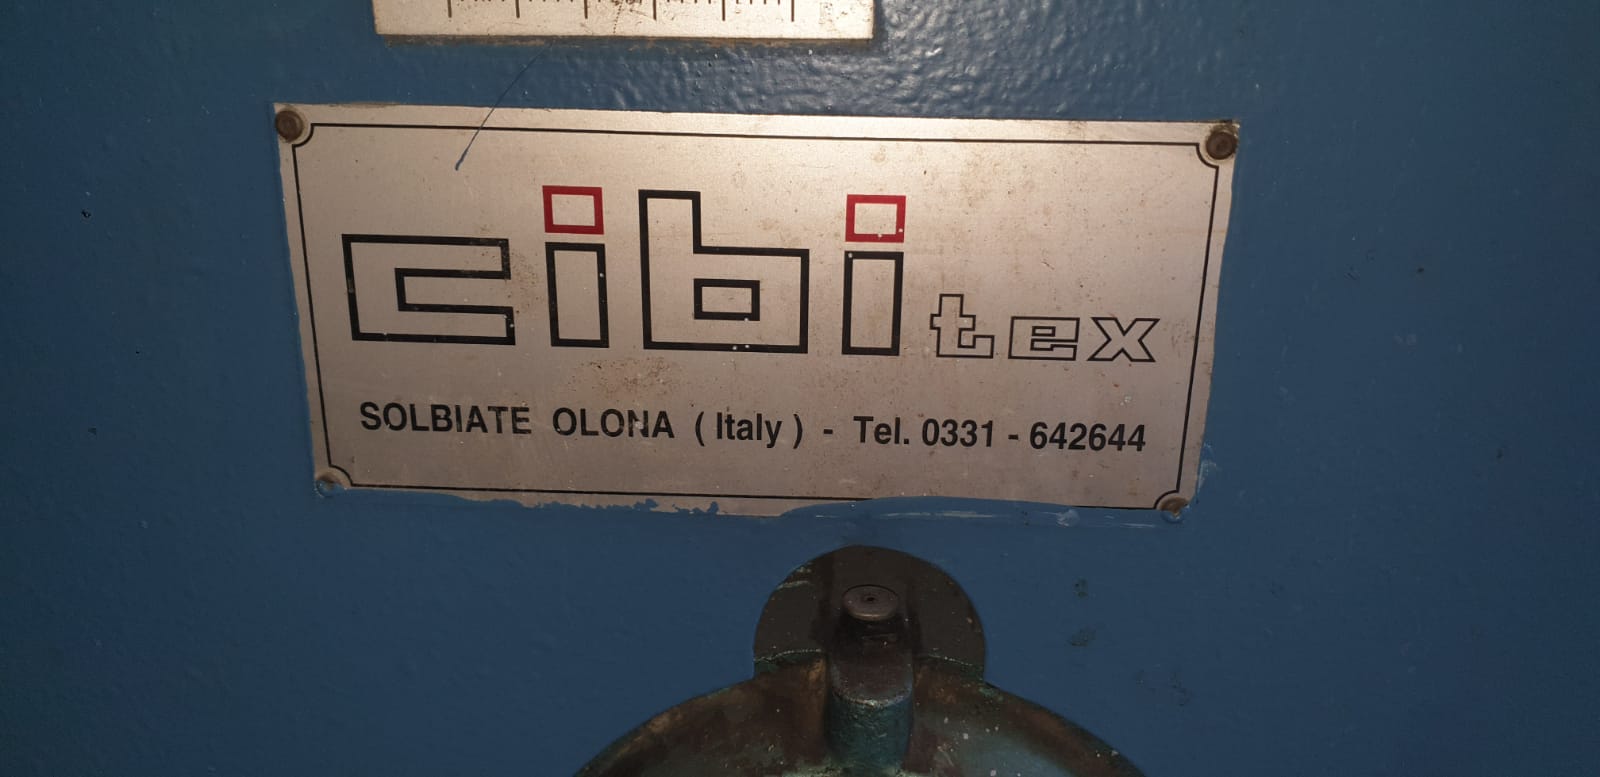 cibi tex
SOLBIATE OLONA (Italy) - Tel. 0331 - 642644